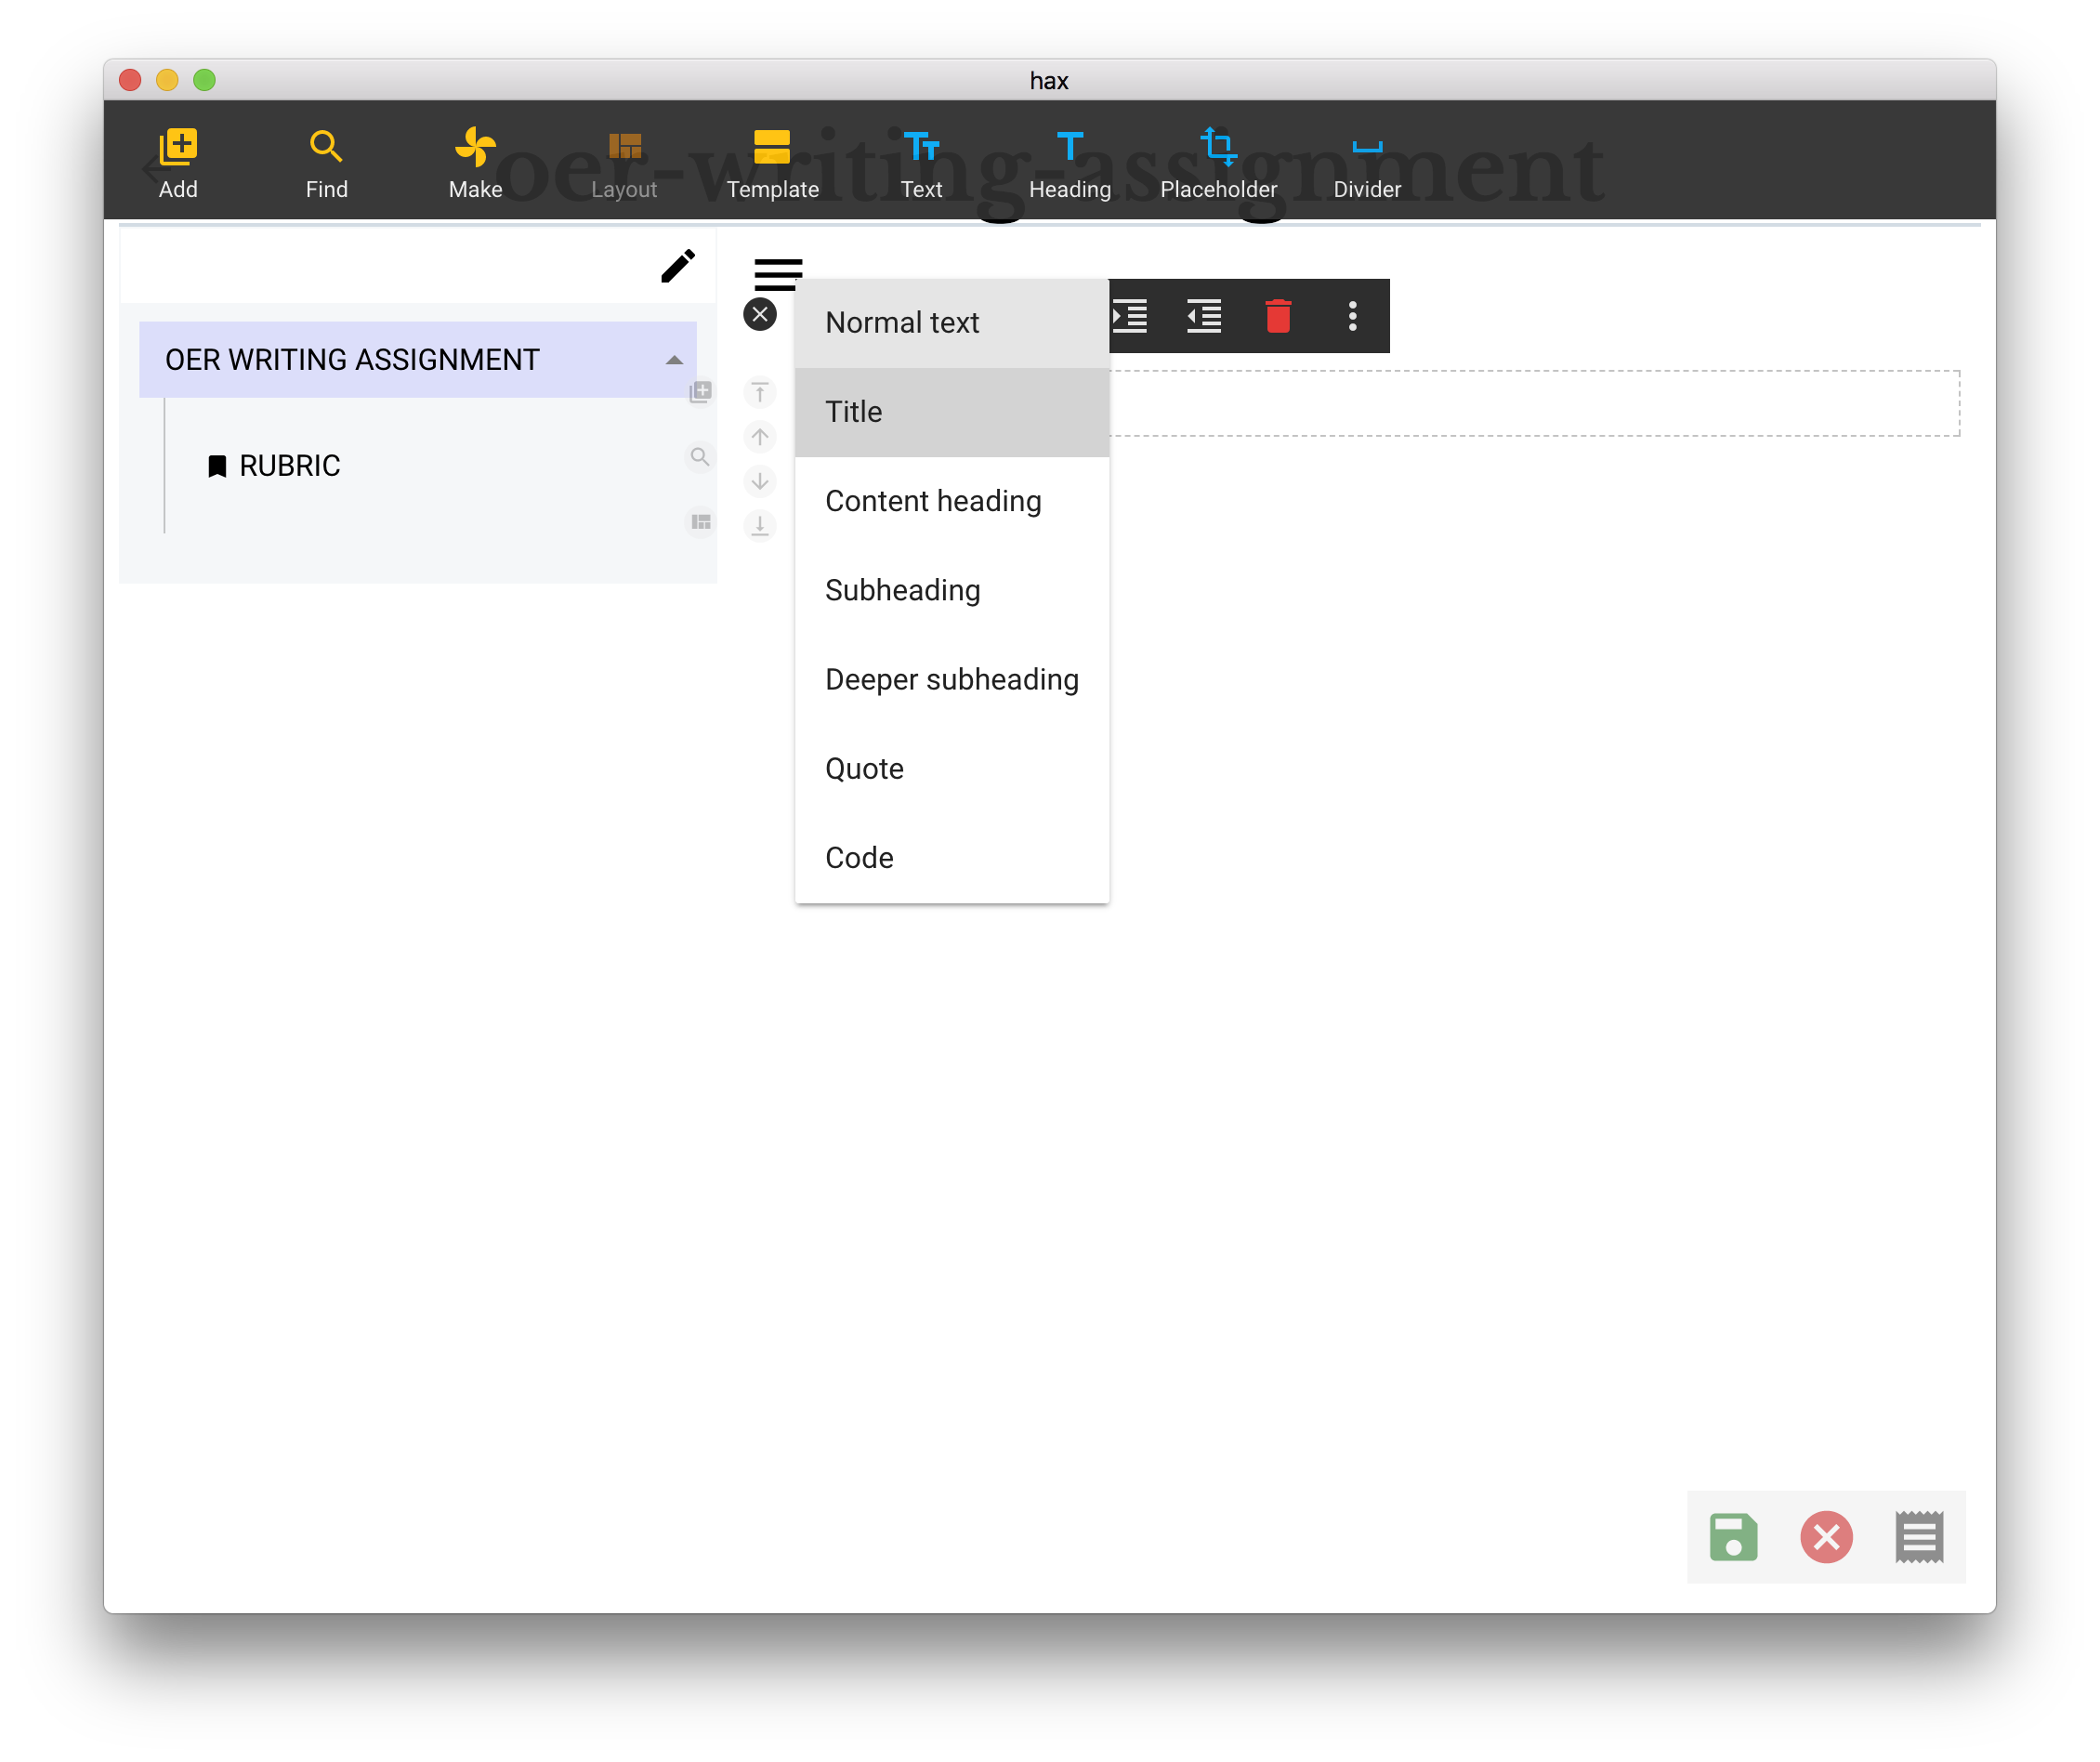 hax
oer-writing-assignment
Add Find Make Layout Template Text Heading Placeholder Divider
OER WRITING ASSIGNMENT
RUBRIC
Normal text
Title
Content heading
Subheading
Deeper subheading
Quote
Code